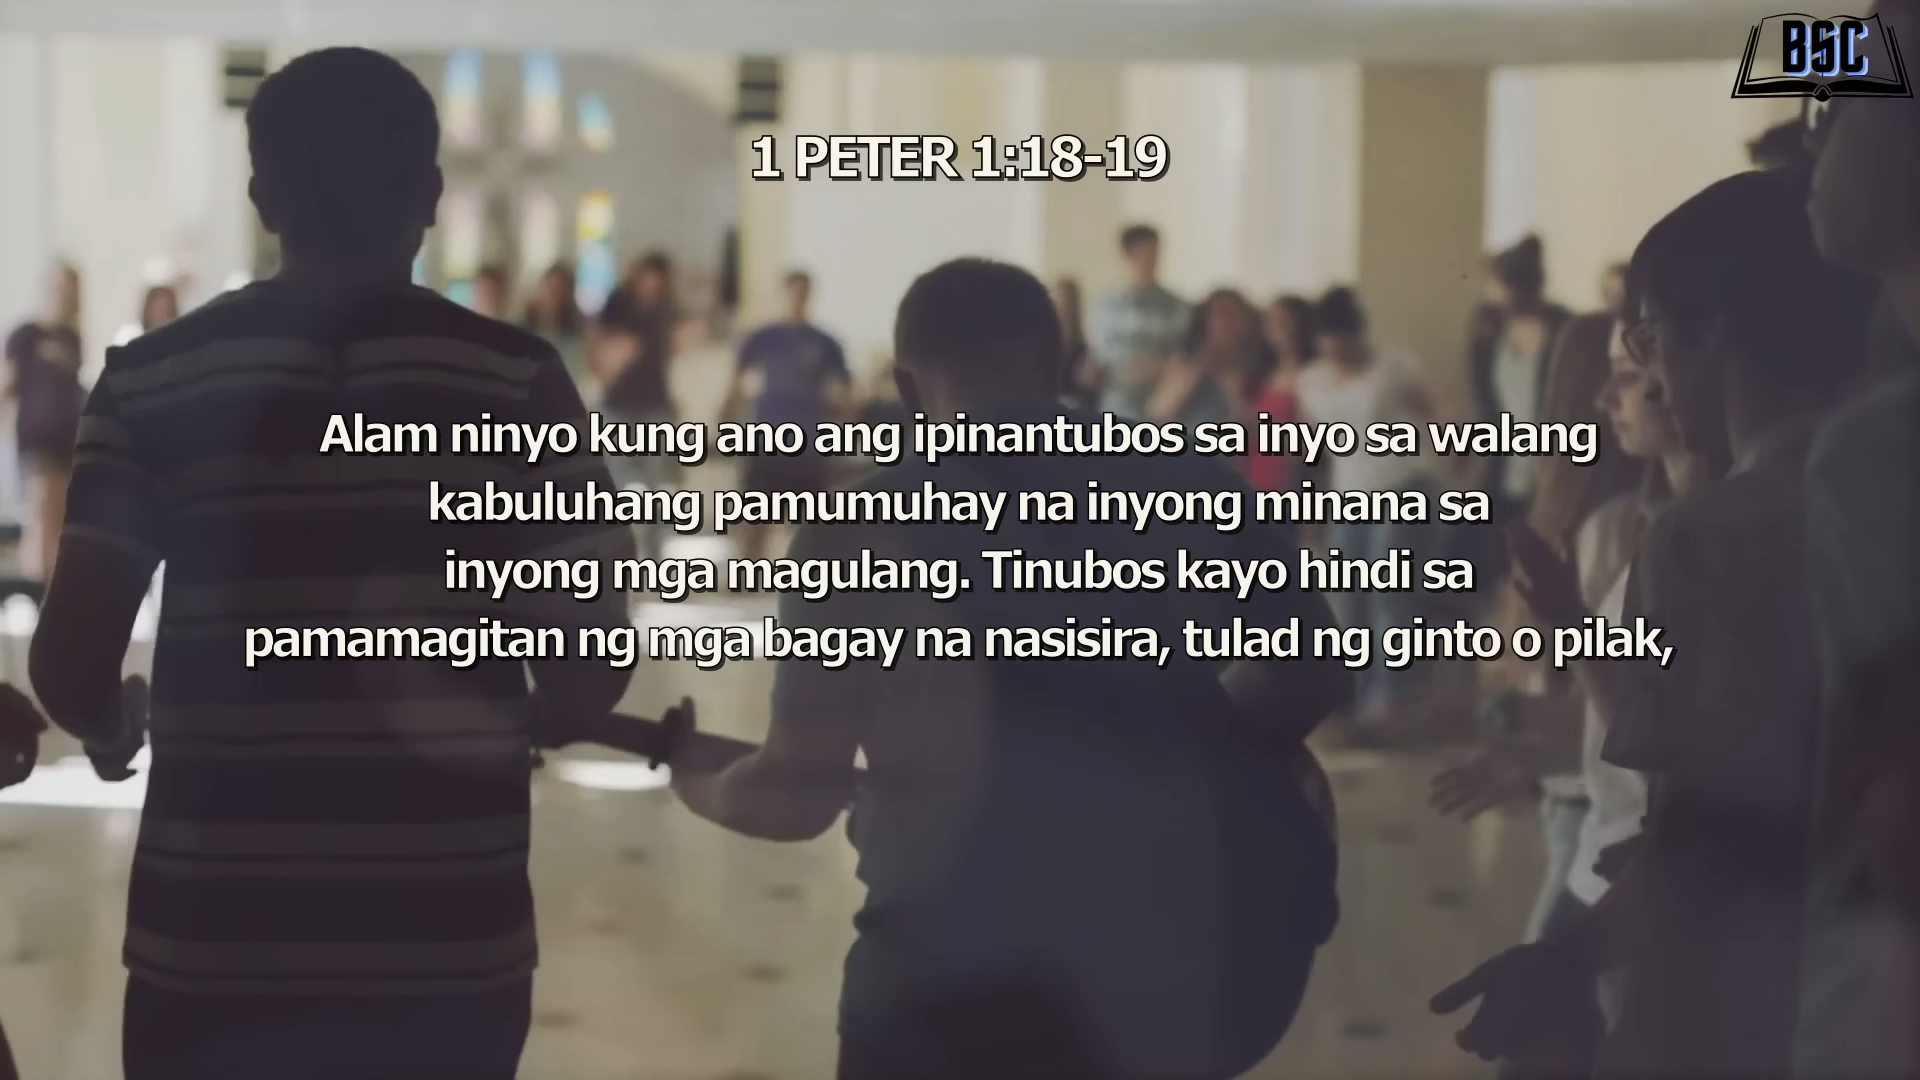 BSC
1 PETER 1:18-19
Alam ninyo kung ano ang ipinantubos sa inyo sa walang
kabuluhang pamumuhay na inyong minana sa
inyong mga magulang. Tinubos kayo hindi sa
pamamagitan ng mga bagay na nasisira, tulad ng ginto o pilak,